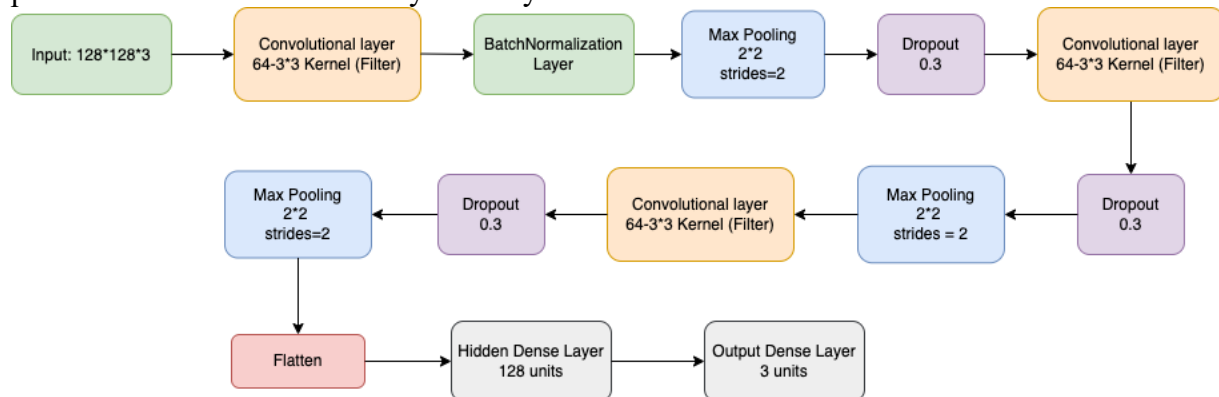 Input: 128*128*3
Convolutional layer
64-3*3 Kernel (Filter)
BatchNormalization
Layer
Max Pooling
2*2
strides=2
Dropout
0.3
Convolutional layer
64-3*3 Kernel (Filter)
Dropout
0.3
Max Pooling
2*2
strides = 2
Convolutional layer
64-3*3 Kernel (Filter)
Dropout
0.3
Max Pooling
2*2
strides=2
Flatten
Hidden Dense Layer
128 units
Output Dense Layer
3 units